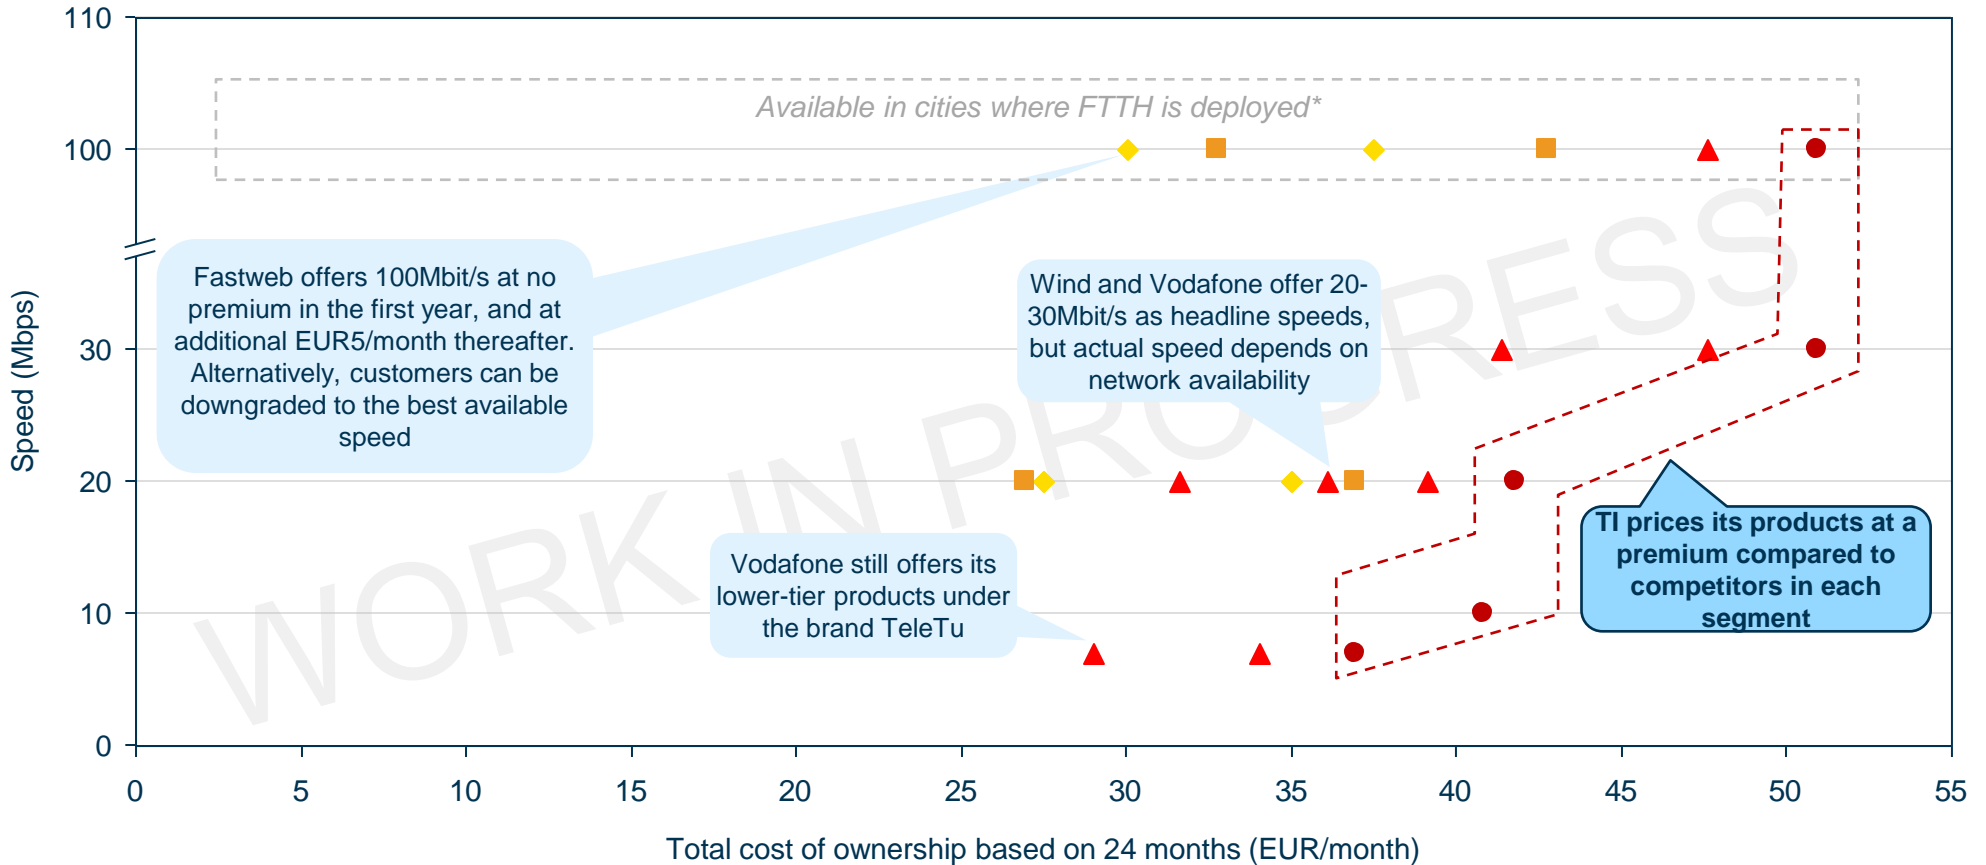 110
Available in cities where FTTH is deployed*
100
Fastweb offers 100Mbit/s at no
premium in the first year, and at
additional EUR5/month thereafter.
Alternatively, customers can be
downgraded to the best available
speed
Wind and Vodafone offer 20-
30Mbit/s as headline speeds,
but actual speed depends on
network availability
Speed (Mbps)
30
20
TI prices its products at a
premium compared to
competitors in each
segment
Vodafone still offers its
lower-tier products under
the brand TeleTu
10
WORK IN PROGRESS
0
0 5 10 15 20 25 30 35 40 45 50 55
Total cost of ownership based on 24 months (EUR/month)